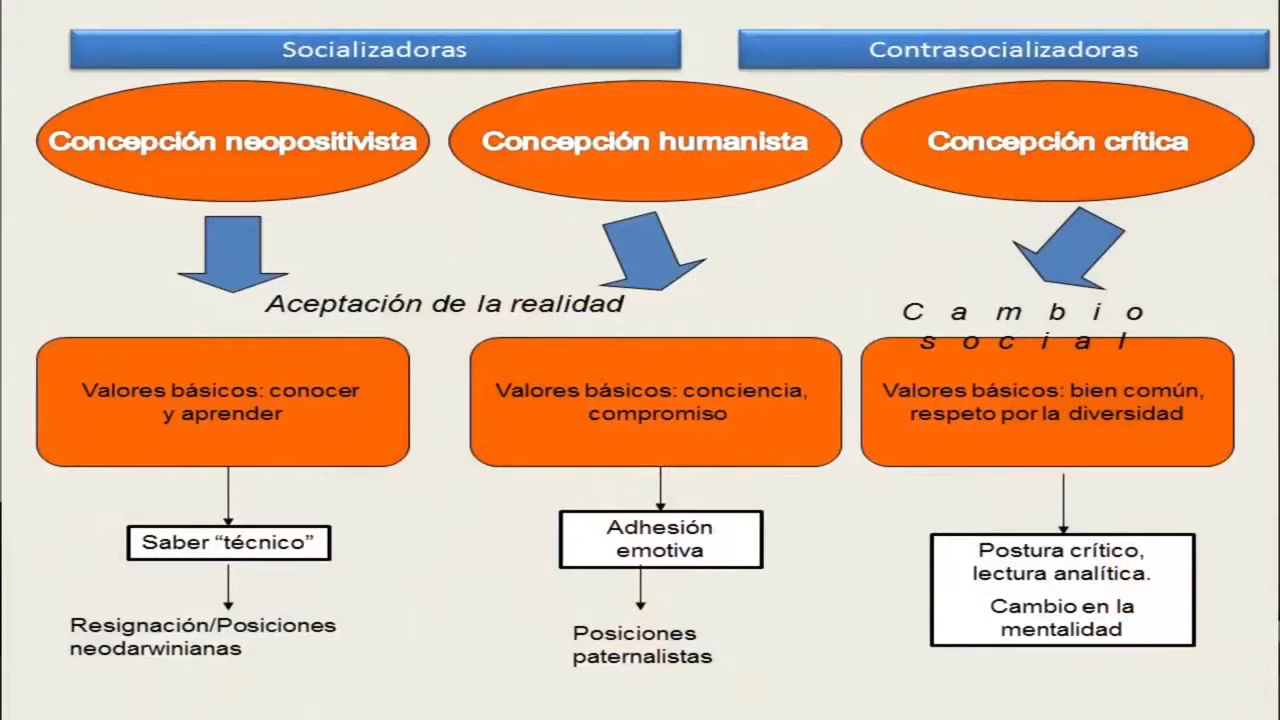 Socializadoras
Contrasocializadoras
Concepción neopositivista
Concepción humanista
Concepción crítica
Aceptación de la realidad
Cambio
social
Valores básicos: conocer
y aprender
Valores básicos: conciencia,
compromiso
Valores básicos: bien común,
respeto por la diversidad
Saber “técnico”
Adhesión
emotiva
Postura crítico,
lectura analítica.
Cambio en la
mentalidad
Resignación/Posiciones
neodarwinianas
Posiciones
paternalistas